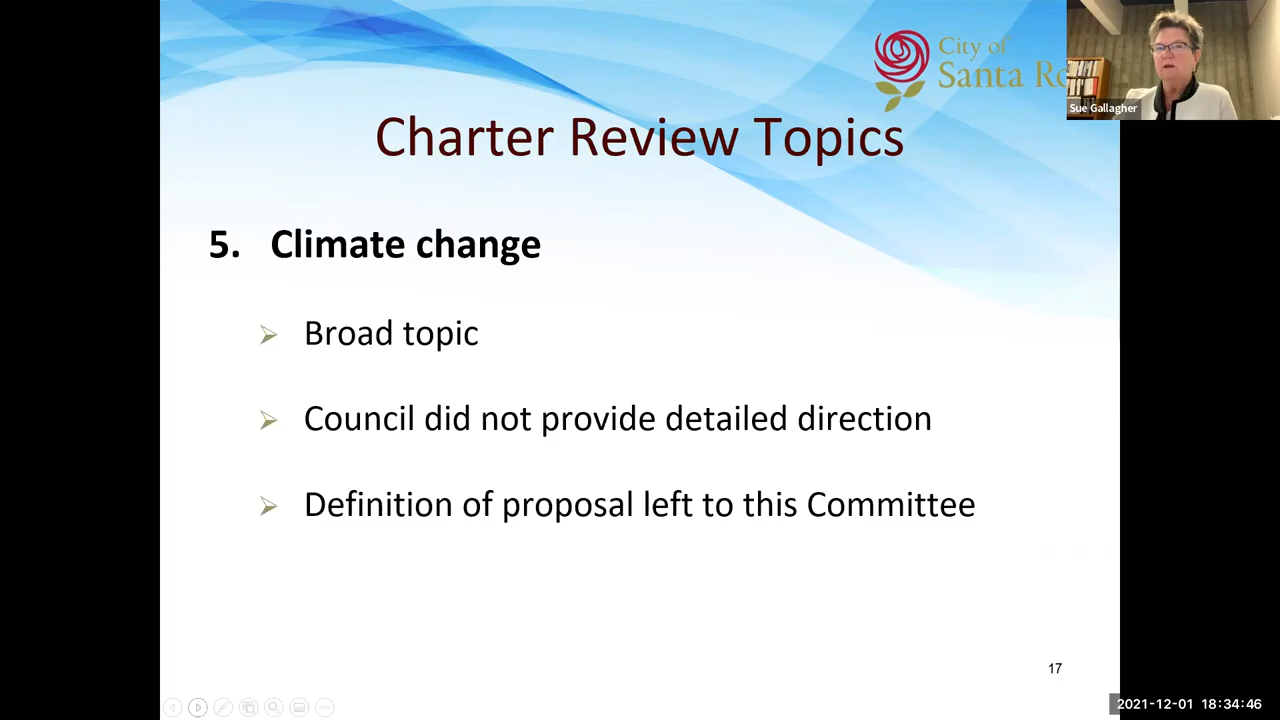 City of
Santa Ro
Sue Gallagher
Charter Review Topics
5. Climate change
Broad topic
Council did not provide detailed direction
Definition of proposal left to this Committee
17
2021-12-01 18:34:46